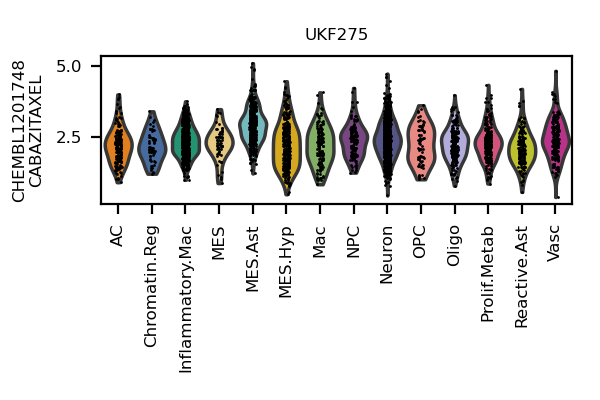 UKF275
CHEMBL1201748
CABAZITAXEL
5.0
2.5
AC
Chromatin.Reg
Inflammatory.Mac
MES
MES.Ast
MES.Hyp
Mac
NPC
Neuron
OPC
Oligo
Prolif.Metab
Reactive.Ast
Vasc